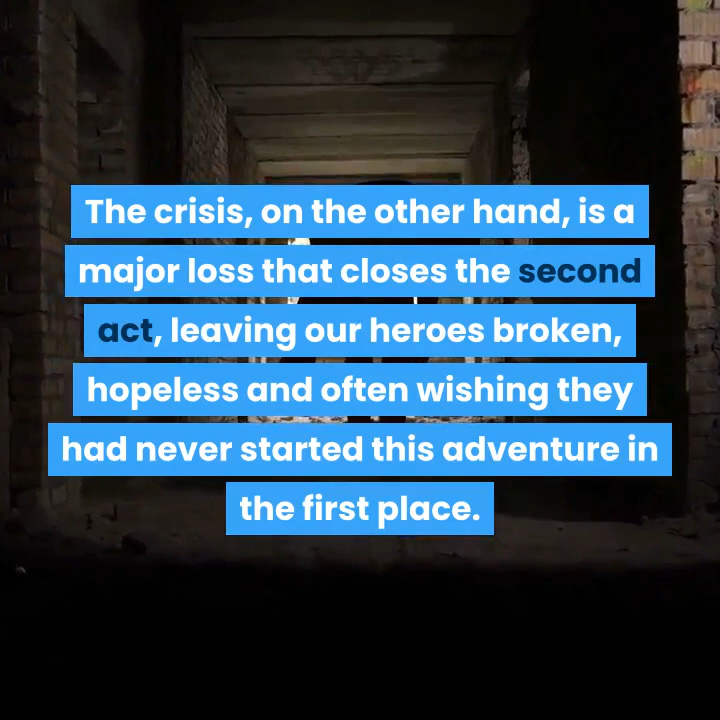 The crisis, on the other hand, is a
major loss that closes the second
act, leaving our heroes broken,
hopeless and often wishing they
had never started this adventure in
the first place.